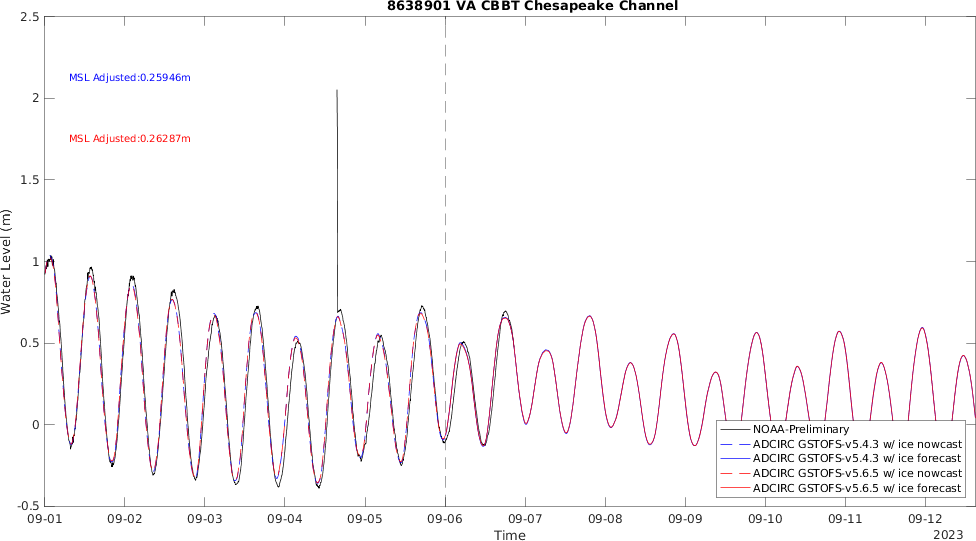 8638901 VA CBBT Chesapeake Channel
2.5
2
1.5
1
0.5
0
-0.5
Water Level (m)
MSL Adjusted:0.25946m
MSL Adjusted:0.26287m
NOAA-Preliminary
ADCIRC GSTOFS-v5.4.3 w/ ice nowcast
ADCIRC GSTOFS-v5.4.3 w/ ice forecast
ADCIRC GSTOFS-v5.6.5 w/ ice nowcast
ADCIRC GSTOFS-v5.6.5 w/ ice forecast
09-01 09-02 09-03 09-04 09-05 09-06 09-07 09-08 09-09 09-10 09-11 09-12
Time
2023